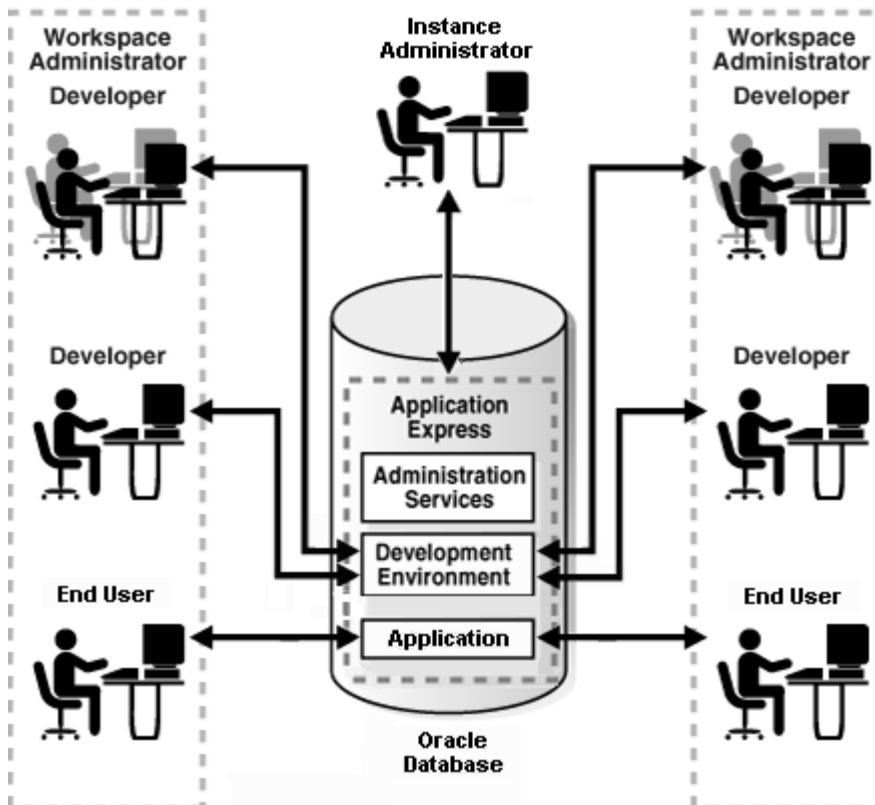 Workspace
Administrator
Developer
Developer
End User
Instance
Administrator
Application
Express
Administration
Services
Development
Environment
Application
Oracle
Database
Workspace
Administrator
Developer
Developer
End User